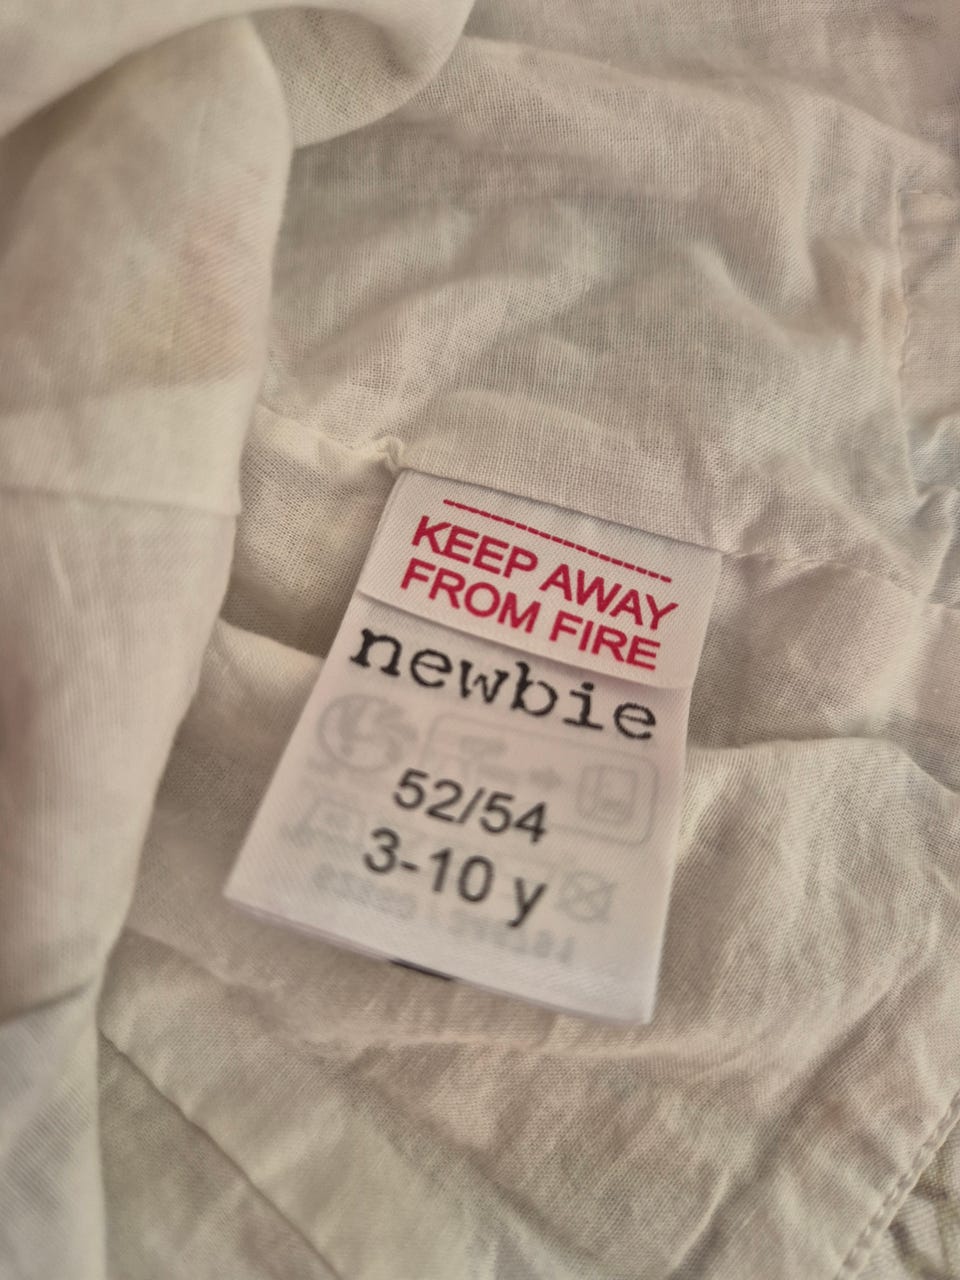 KEEP AWAY
FROM FIRE
newbie
52/54
3-10 y